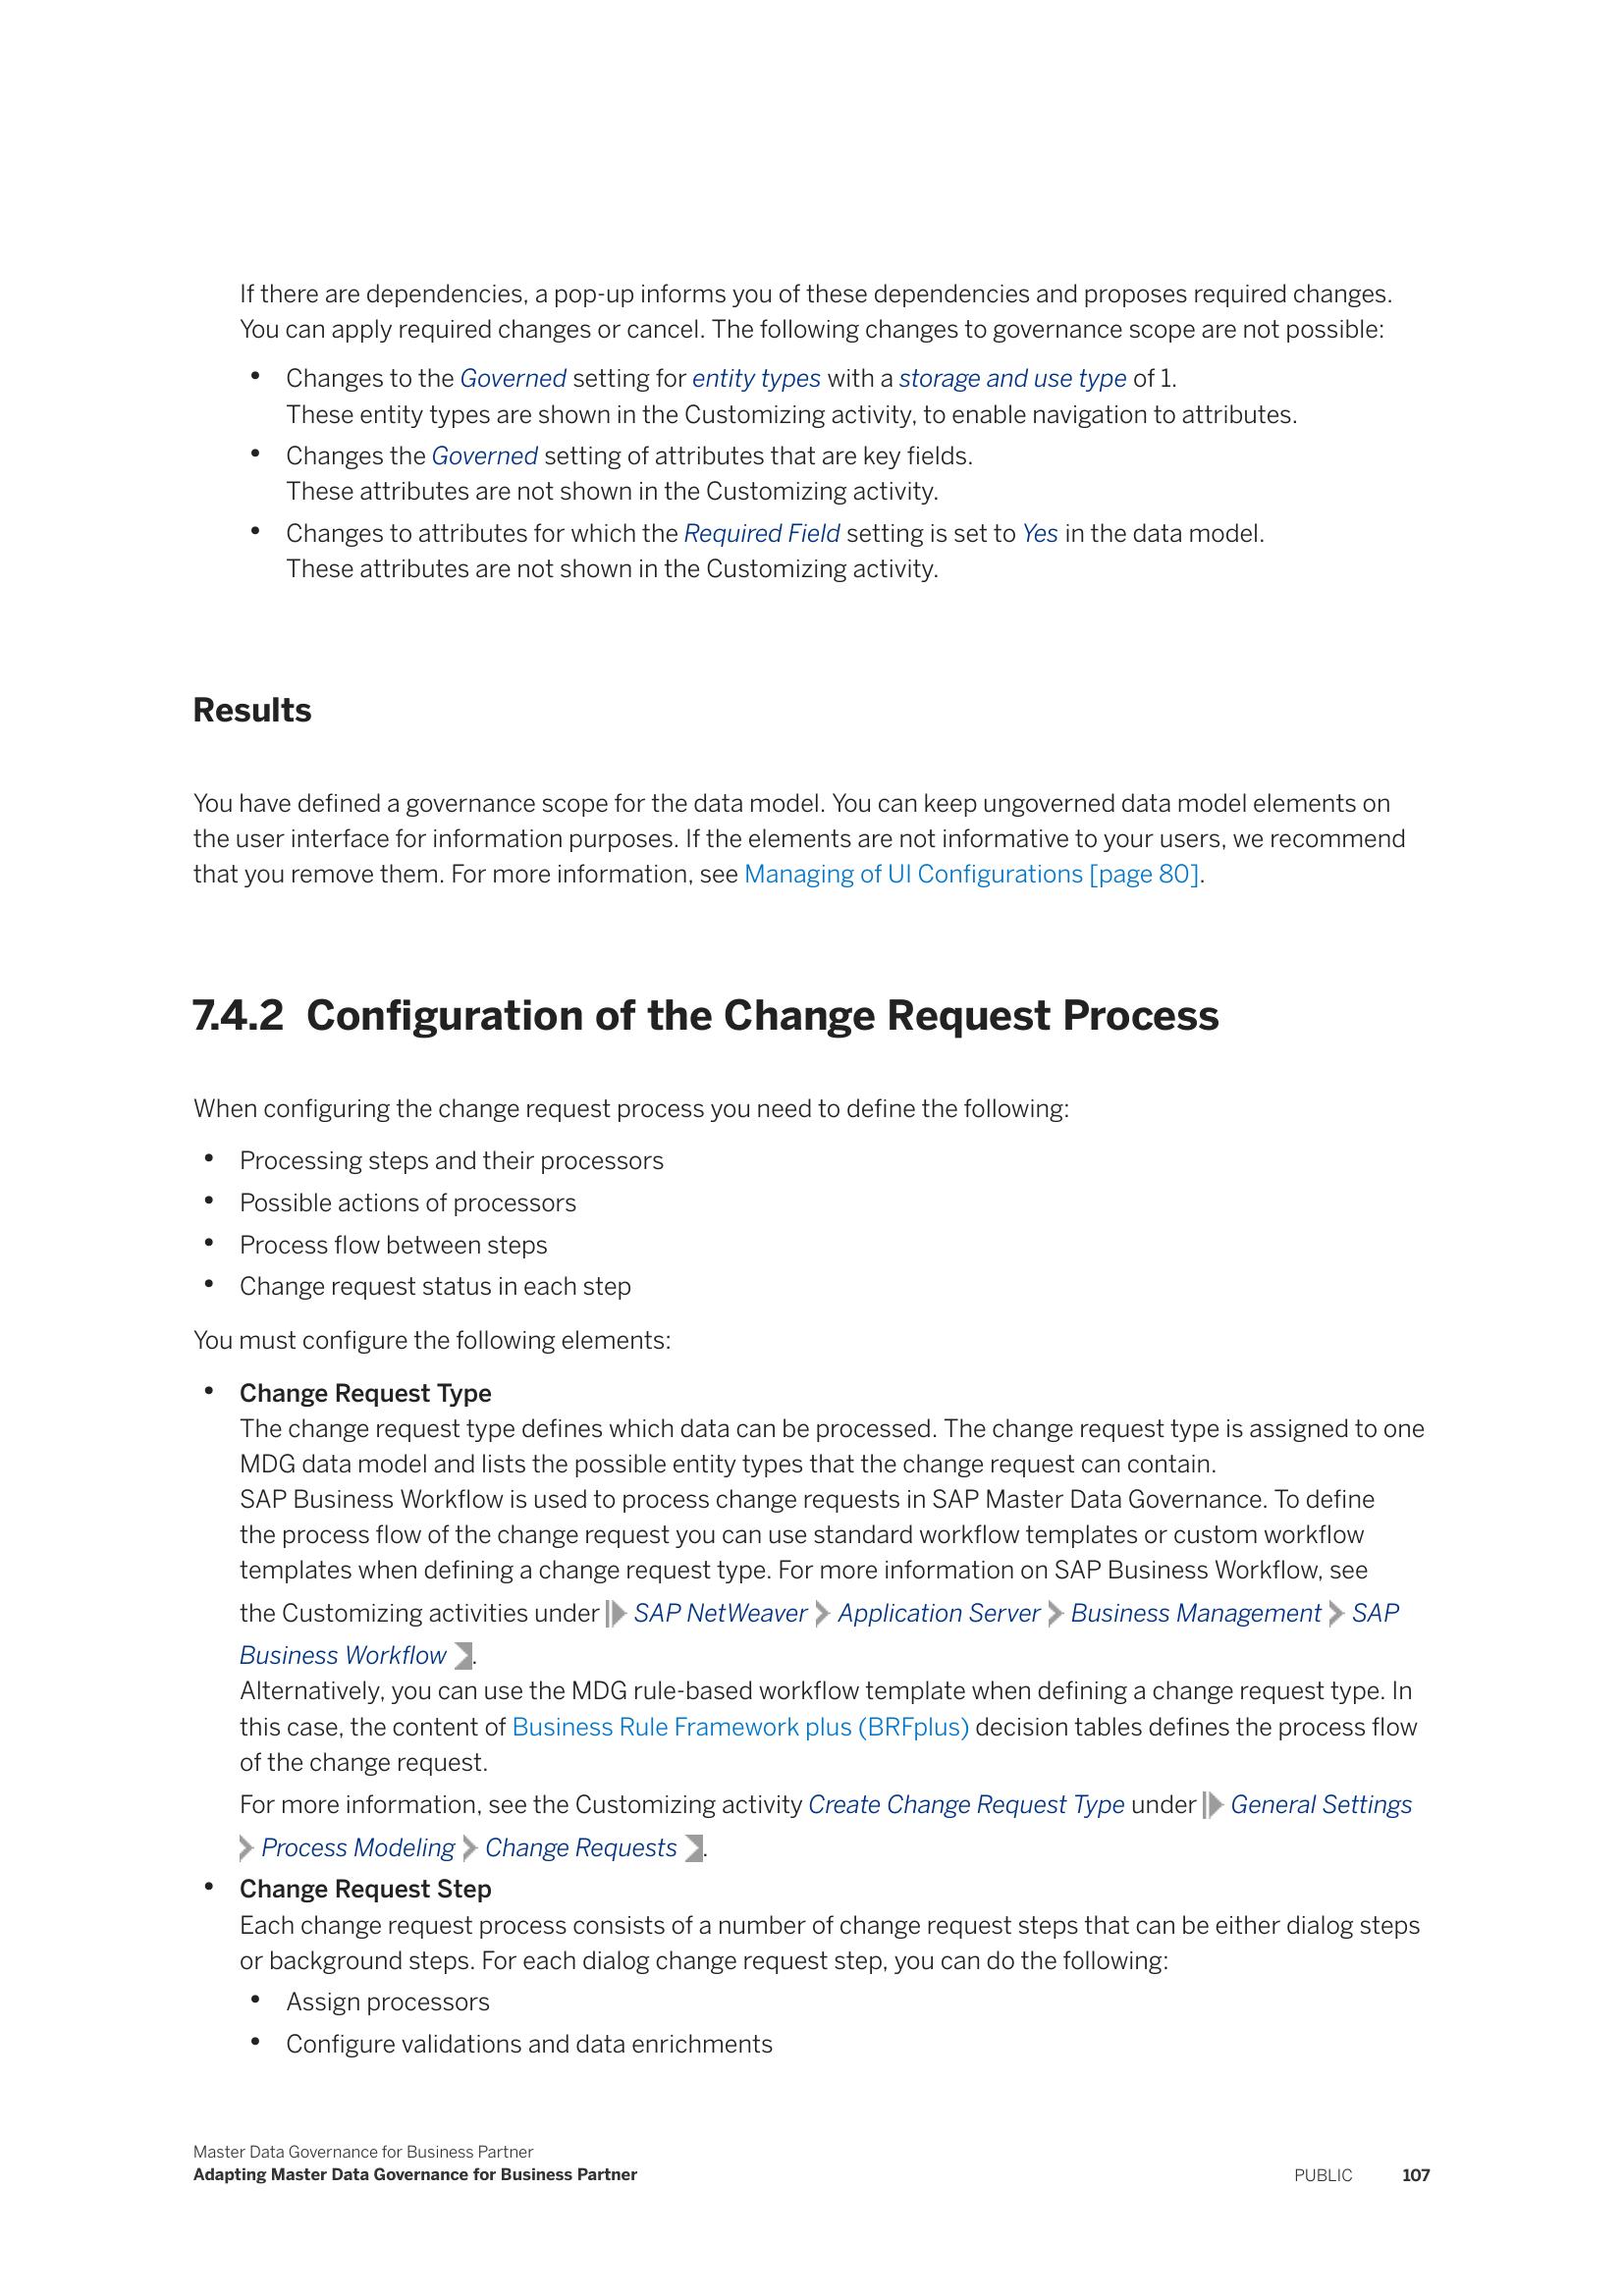 If there are dependencies, a pop-up informs you of these dependencies and proposes required changes.
You can apply required changes or cancel. The following changes to governance scope are not possible:
• Changes to the Governed setting for entity types with a storage and use type of 1.
These entity types are shown in the Customizing activity, to enable navigation to attributes.
• Changes the Governed setting of attributes that are key fields.
These attributes are not shown in the Customizing activity.
• Changes to attributes for which the Required Field setting is set to Yes in the data model.
These attributes are not shown in the Customizing activity.
Results
You have defined a governance scope for the data model. You can keep ungoverned data model elements on
the user interface for information purposes. If the elements are not informative to your users, we recommend
that you remove them. For more information, see Managing of UI Configurations [page 80].
7.4.2 Configuration of the Change Request Process
When configuring the change request process you need to define the following:
• Processing steps and their processors
• Possible actions of processors
• Process flow between steps
• Change request status in each step
You must configure the following elements:
• Change Request Type
The change request type defines which data can be processed. The change request type is assigned to one
MDG data model and lists the possible entity types that the change request can contain.
SAP Business Workflow is used to process change requests in SAP Master Data Governance. To define
the process flow of the change request you can use standard workflow templates or custom workflow
templates when defining a change request type. For more information on SAP Business Workflow, see
the Customizing activities under SAP NetWeaver Application Server Business Management SAP
Business Workflow .
Alternatively, you can use the MDG rule-based workflow template when defining a change request type. In
this case, the content of Business Rule Framework plus (BRFplus) decision tables defines the process flow
of the change request.
For more information, see the Customizing activity Create Change Request Type under General Settings
Process Modeling Change Requests .
• Change Request Step
Each change request process consists of a number of change request steps that can be either dialog steps
or background steps. For each dialog change request step, you can do the following:
• Assign processors
• Configure validations and data enrichments
Master Data Governance for Business Partner
Adapting Master Data Governance for Business Partner PUBLIC 107